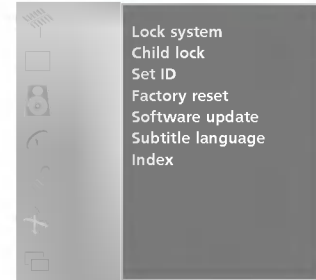 Lock system
Child lock
Set ID
Factory reset
Software update
Subtitle language
Index